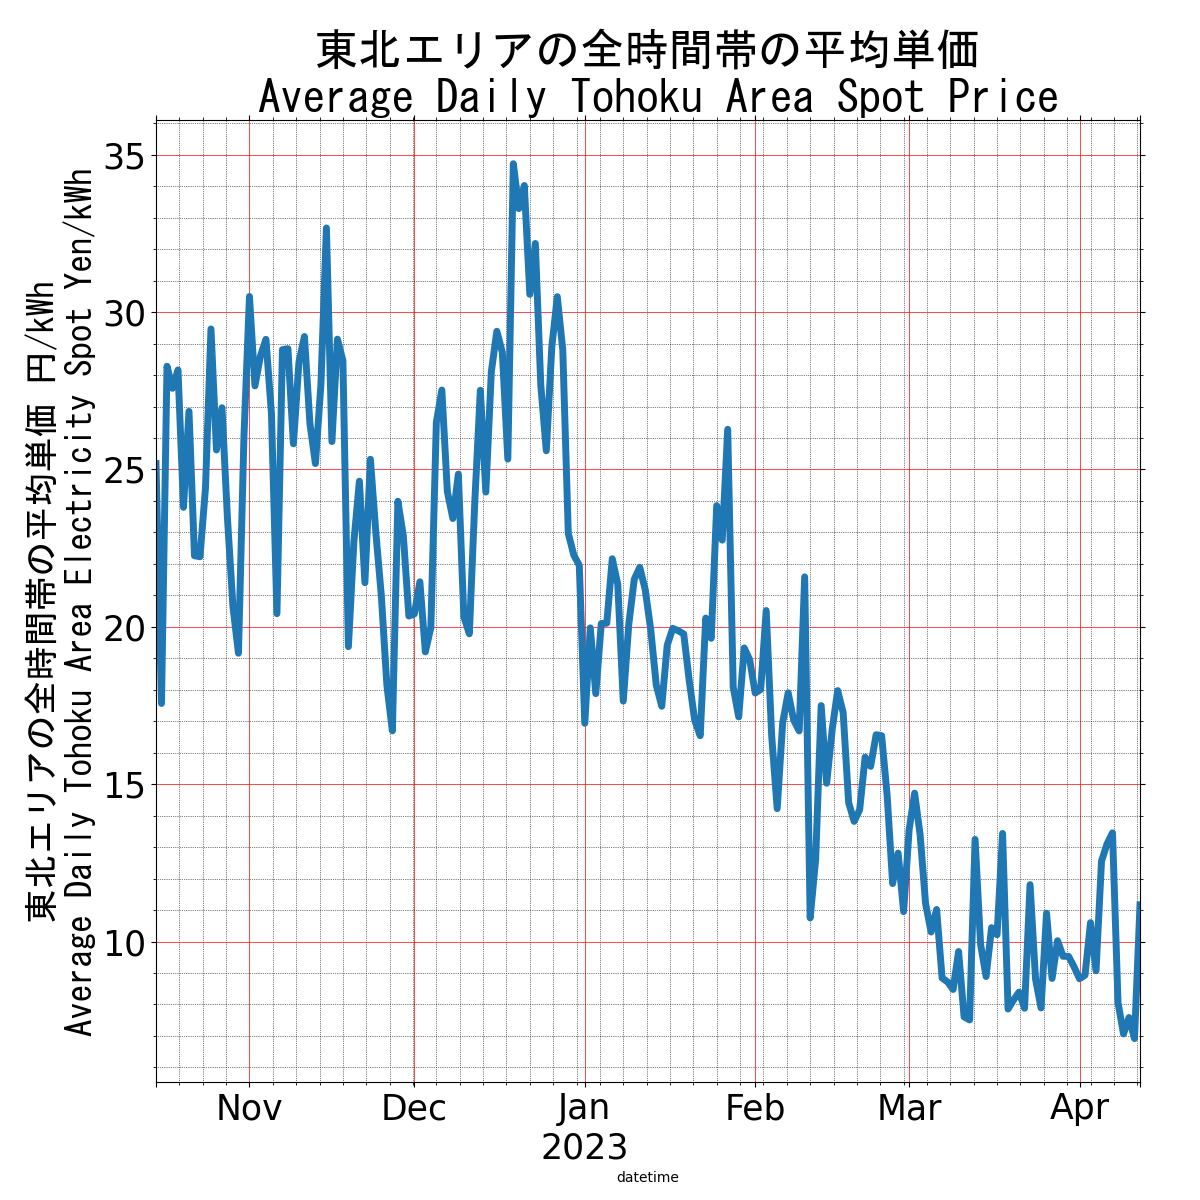 東北エリアの全時間帯の平均単価
Average Daily Tohoku Area Spot Price
東北エリアの全時間帯の平均単価 円/kWh
Average Daily Tohoku Area Electricity Spot Yen/kWh
35
30
25
20
15
10
Nov
Dec
Jan
2023
Feb
Mar
Apr
datetime